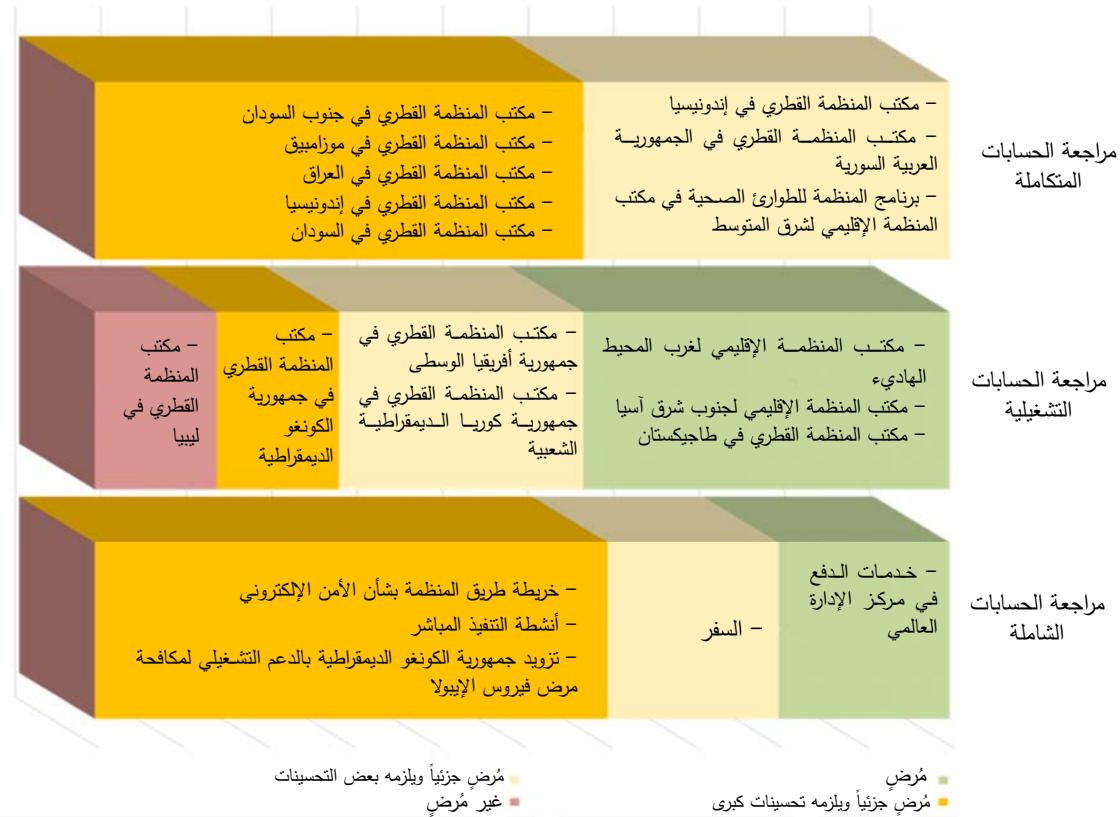 مراجعة الحسابات
المتكاملة
– مكتب المنظمة القطري في إندونيسيا
– مكتب المنظمة القطري في الجمهورية
العربية السورية
– برنامج المنظمة للطوارئ الصحية في مكتب
المنظمة الإقليمي لشرق المتوسط
– مكتب المنظمة القطري في جنوب السودان
– مكتب المنظمة القطري في موزامبيق
– مكتب المنظمة القطري في العراق
– مكتب المنظمة القطري في إندونيسيا
– مكتب المنظمة القطري في السودان
مراجعة الحسابات
التشغيلية
– مكتب المنظمة الإقليمي لغرب المحيط
الهاديء
– مكتب المنظمة الإقليمي لجنوب شرق آسيا
– مكتب المنظمة القطري في طاجيكستان
– مكتب المنظمة القطري في
جمهورية أفريقيا الوسطى
– مكتب المنظمة القطري في
جمهورية كوريا الديمقراطية
الشعبية
– مكتب
المنظمة القطري
في جمهورية
الكونغو
الديمقراطية
– مكتب
المنظمة
القطري في
ليبيا
مراجعة الحسابات
الشاملة
– خدمات الدفع
في مركز الإدارة
العالمي
– السفر
– خريطة طريق المنظمة بشأن الأمن الإلكتروني
– أنشطة التنفيذ المباشر
– تزويد جمهورية الكونغو الديمقراطية بالدعم التشغيلي لمكافحة
مرض فيروس الإيبولا
مُرضٍ
مُرضٍ جزئياً ويلزمه بعض التحسينات
مُرضٍ جزئياً ويلزمه تحسينات كبرى
غير مُرضٍ